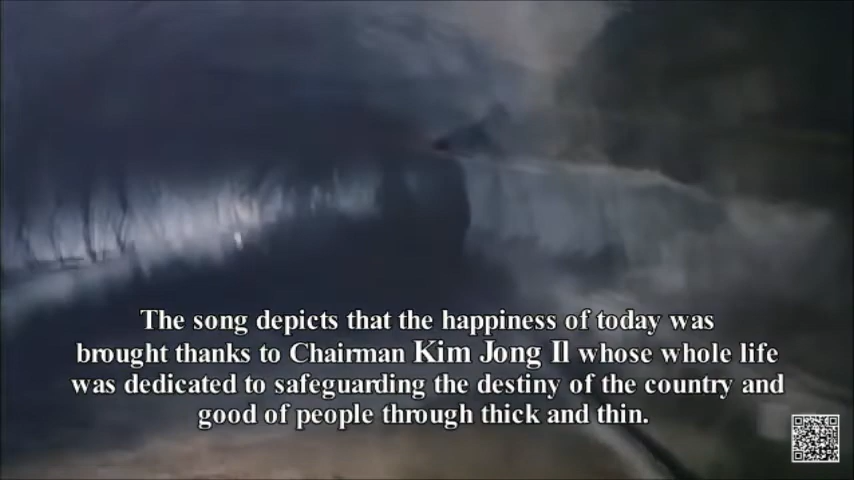 The song depicts that the happiness of today was
brought thanks to Chairman Kim Jong Il whose whole life
was dedicated to safeguarding the destiny of the country and
good of people through thick and thin.